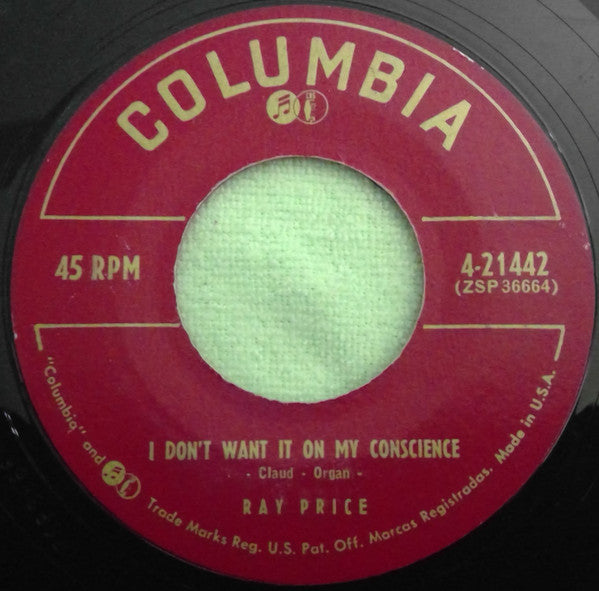 COLUMBIA
45 RPM
4-21442
(ZSP 36664)
I DON'T WANT IT ON MY CONSCIENCE
- Claud - Organ -
RAY PRICE
"Columbia" and Trade Marks Reg. U.S. Pat. Off. Marcas Registradas. Made in U.S.A.